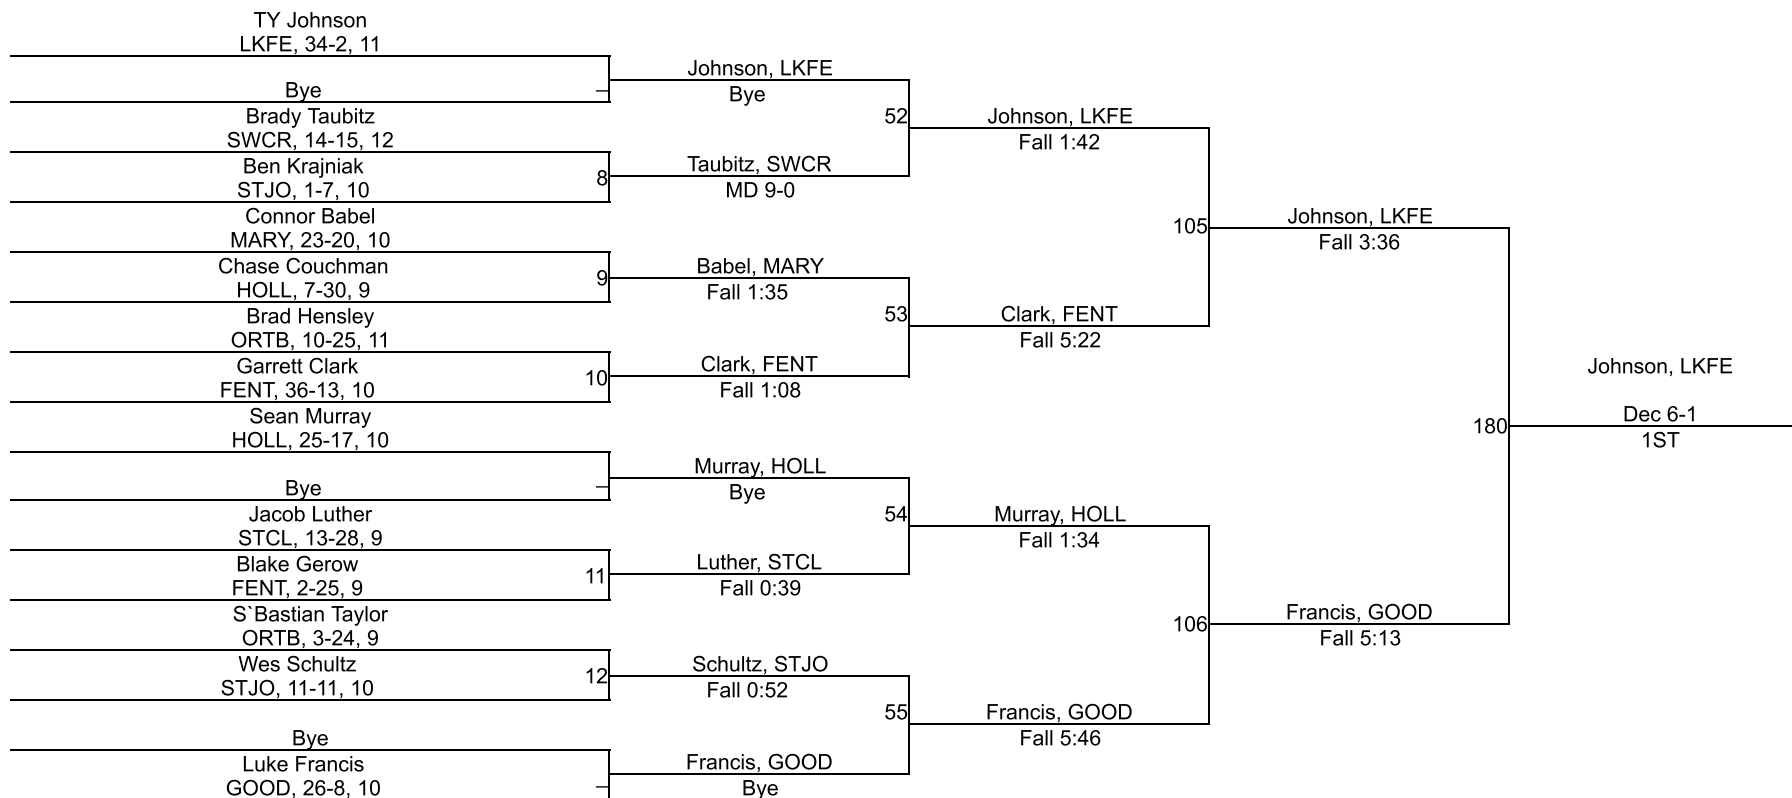 TY Johnson
LKFE, 34-2, 11
Bye
Brady Taubitz
SWCR, 14-15, 12
Ben Krajniak
STJO, 1-7, 10
Connor Babel
MARY, 23-20, 10
Chase Couchman
HOLL, 7-30, 9
Brad Hensley
ORTB, 10-25, 11
Garrett Clark
FENT, 36-13, 10
Sean Murray
HOLL, 25-17, 10
Bye
Jacob Luther
STCL, 13-28, 9
Blake Gerow
FENT, 2-25, 9
S`Bastian Taylor
ORTB, 3-24, 9
Wes Schultz
STJO, 11-11, 10
Bye
Luke Francis
GOOD, 26-8, 10
8
9
10
11
12
Johnson, LKFE
Bye
Taubitz, SWCR
MD 9-0
Babel, MARY
Fall 1:35
Clark, FENT
Fall 1:08
Murray, HOLL
Bye
Luther, STCL
Fall 0:39
Schultz, STJO
Fall 0:52
Francis, GOOD
Bye
52
53
54
55
Johnson, LKFE
Fall 1:42
Clark, FENT
Fall 5:22
Murray, HOLL
Fall 1:34
Francis, GOOD
Fall 5:46
105
106
Johnson, LKFE
Fall 3:36
Francis, GOOD
Fall 5:13
180
Johnson, LKFE
Dec 6-1
1ST